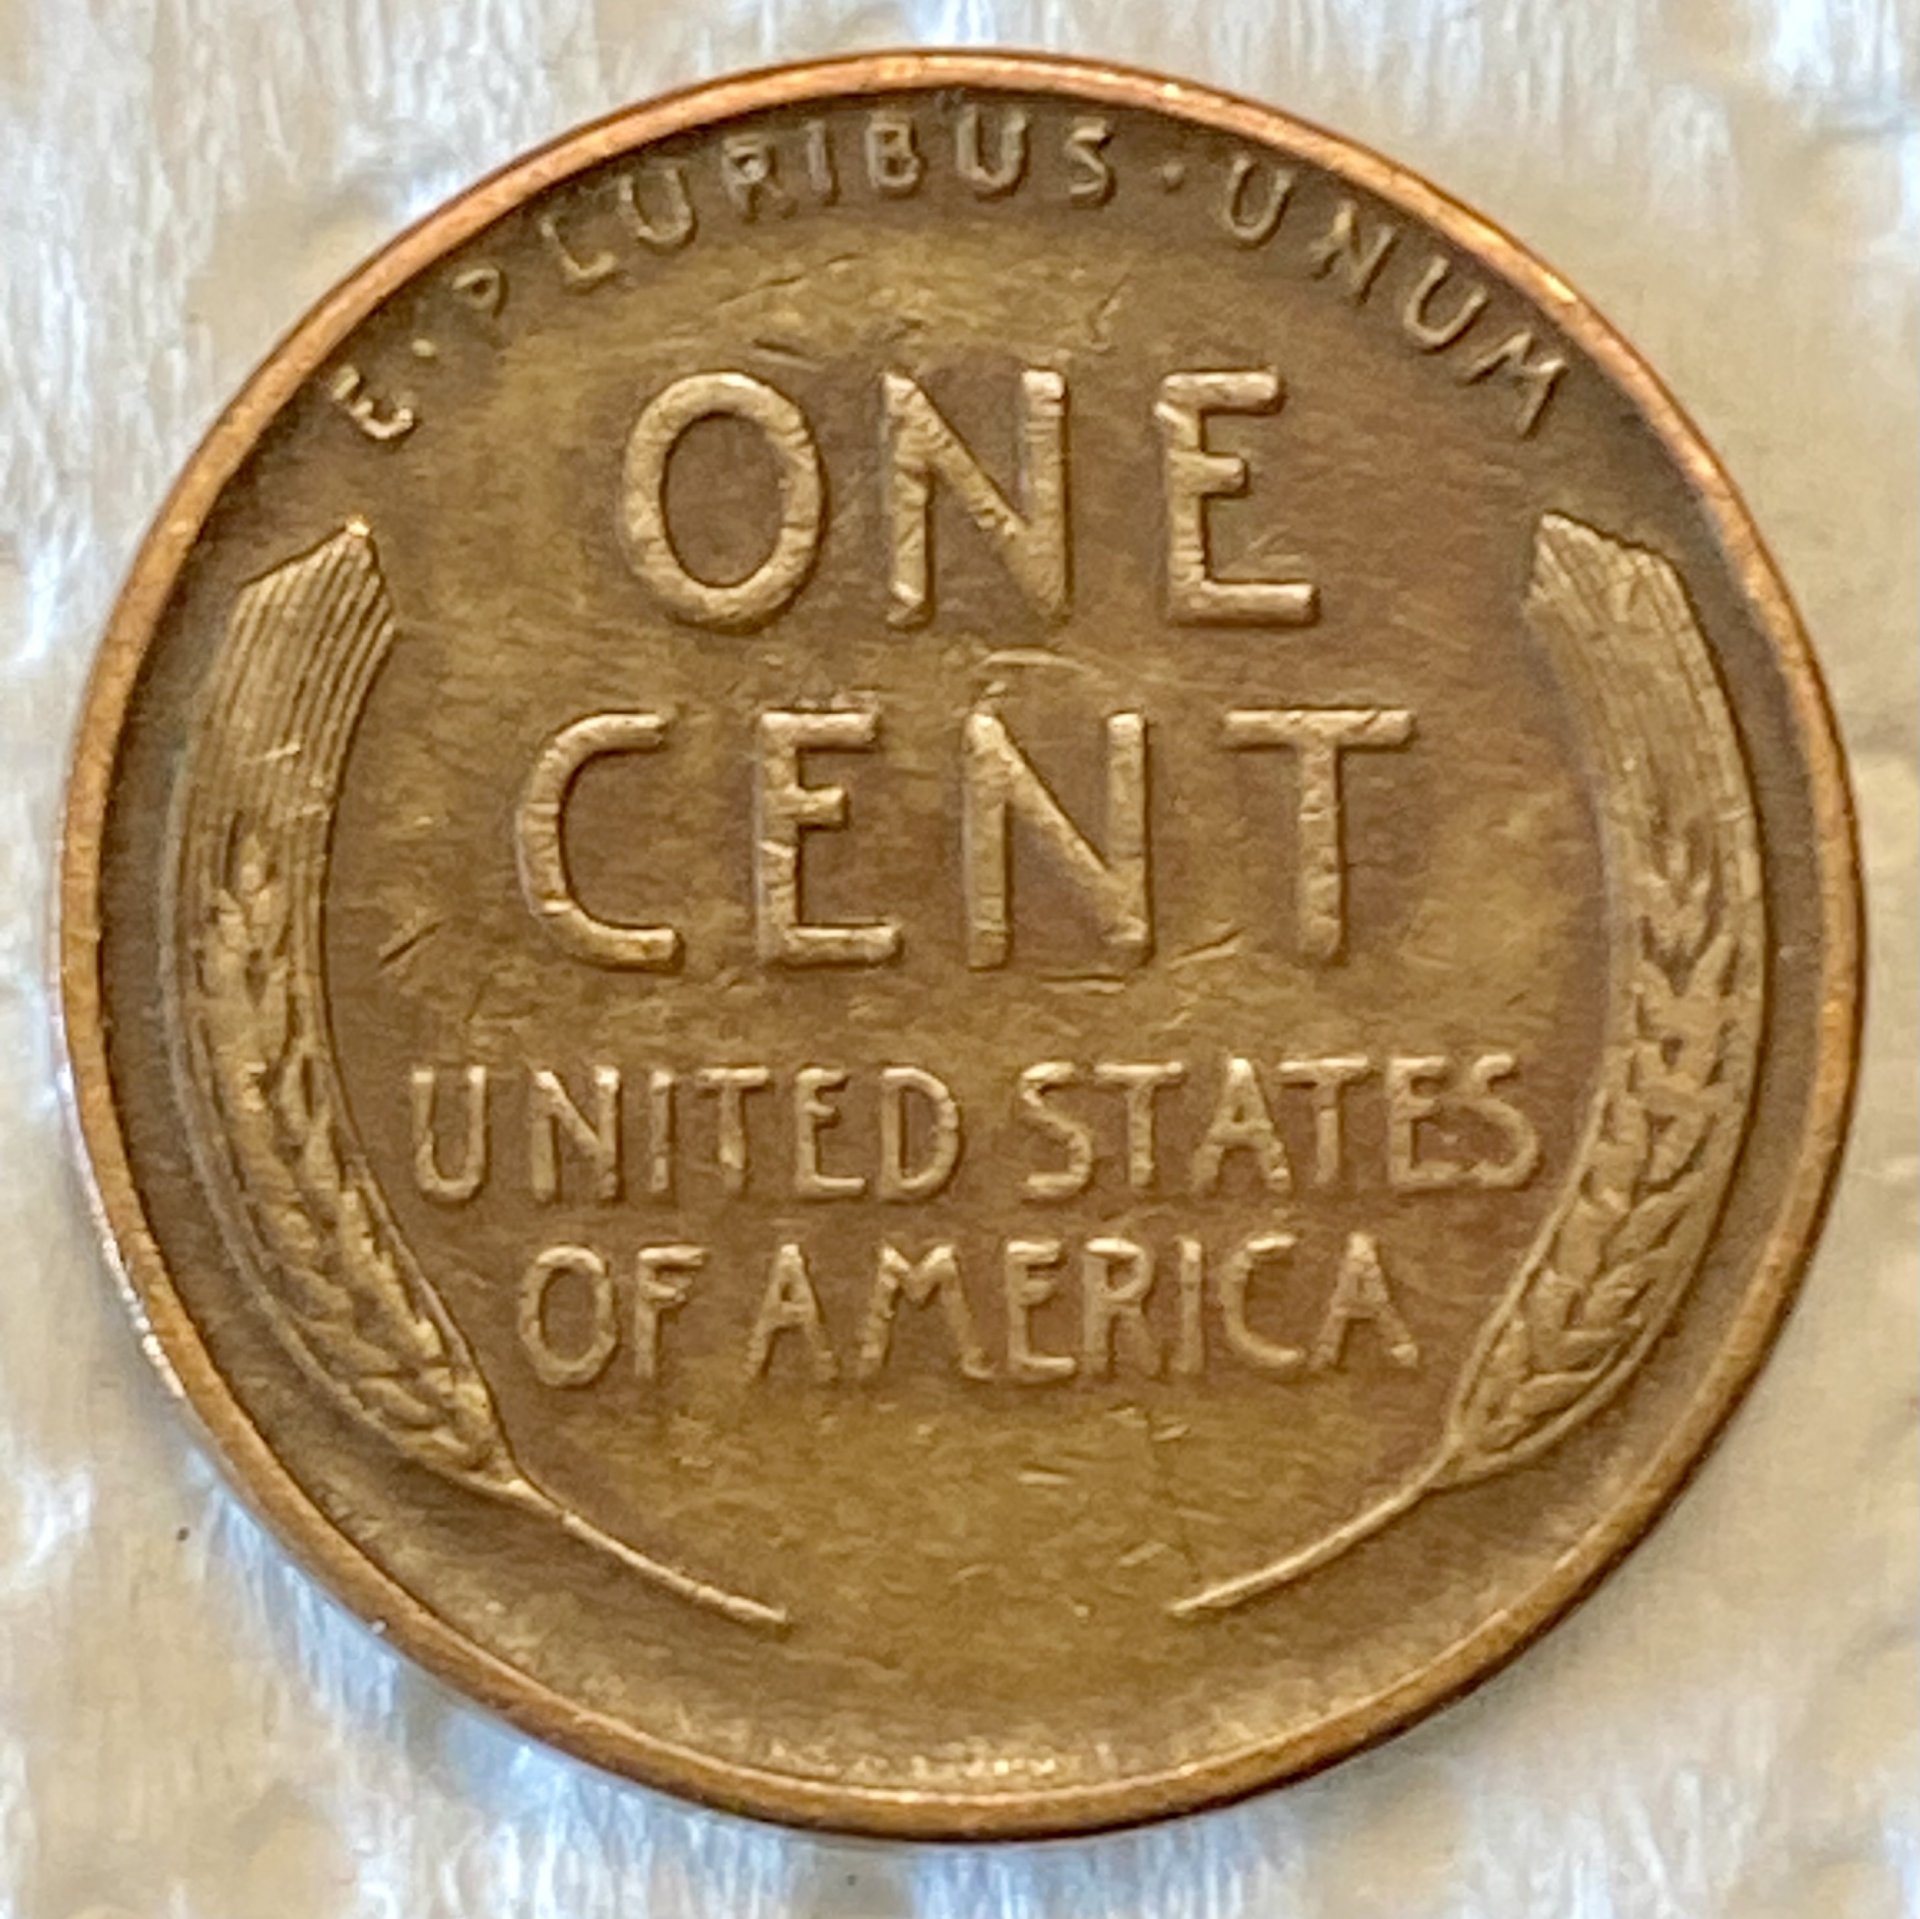 E·PLURIBUS·UNUM
ONE
CENT
UNITED STATES
OF AMERICA